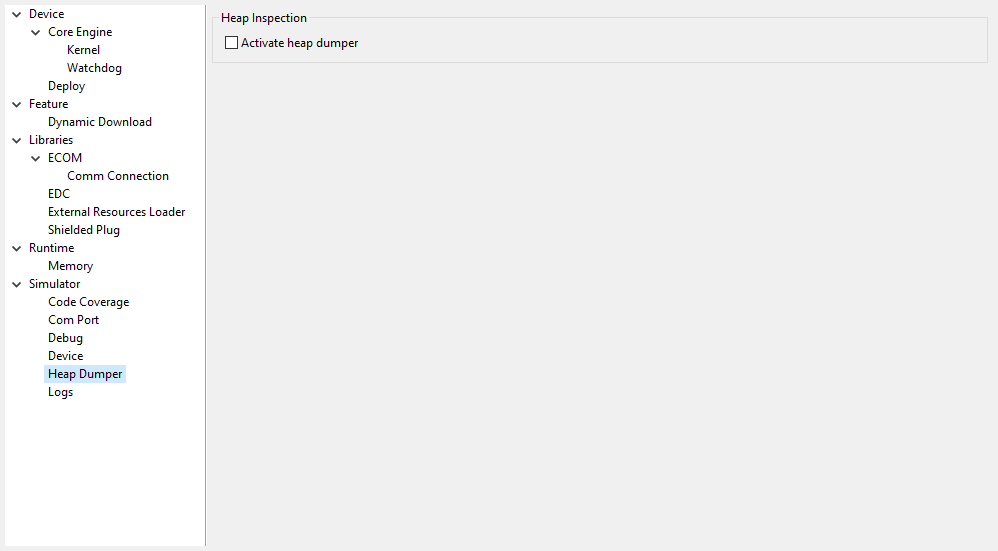 Device
Core Engine
Kernel
Watchdog
Deploy
Feature
Dynamic Download
Libraries
ECOM
Comm Connection
EDC
External Resources Loader
Shielded Plug
Runtime
Memory
Simulator
Code Coverage
Com Port
Debug
Device
Heap Dumper
Logs
Heap Inspection
Activate heap dumper